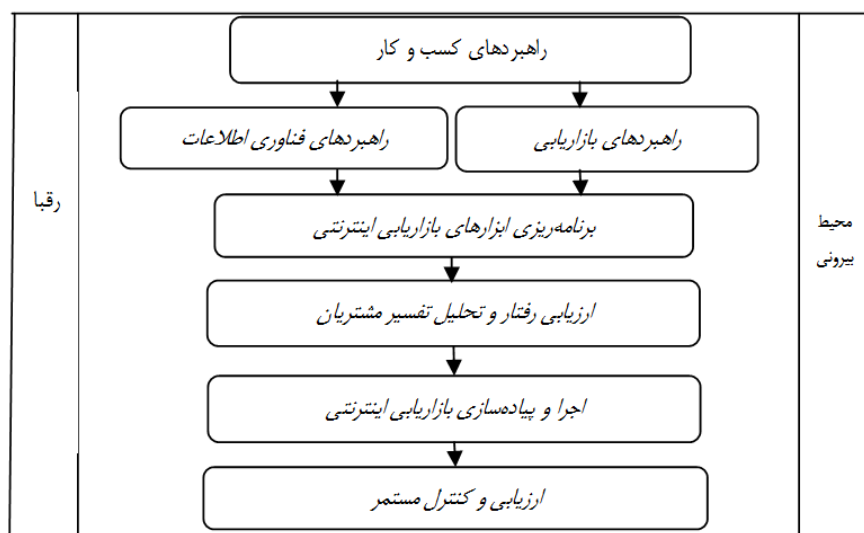 راهبردهای کسب و کار
راهبردهای بازاریابی
راهبردهای فناوری اطلاعات
برنامه‌ریزی ابزارهای بازاریابی اینترنتی
ارزیابی رفتار و تحلیل تفسیر مشتریان
اجرا و پیاده‌سازی بازاریابی اینترنتی
ارزیابی و کنترل مستمر
محیط
بیرونی
رقبا